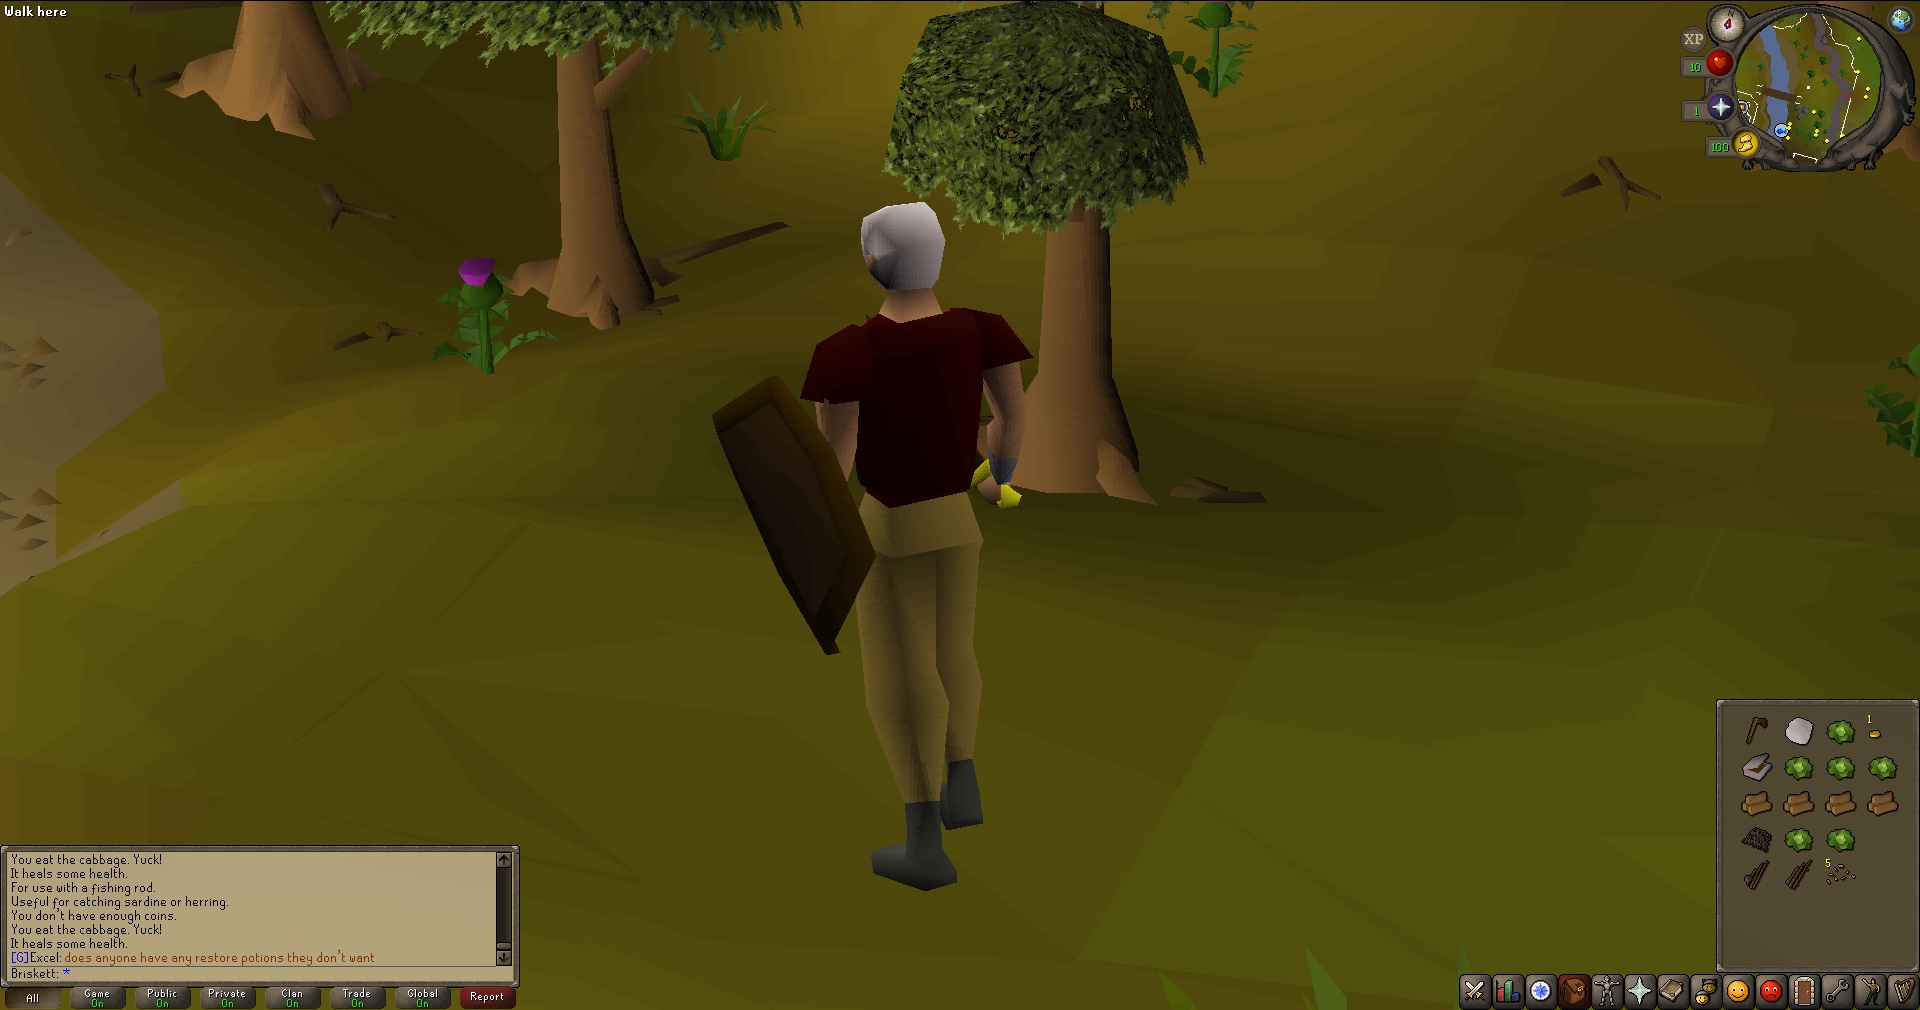 Walk here
XP
10
1
100
1
5
You eat the cabbage. Yuck!
It heals some health.
For use with a fishing rod.
Useful for catching sardine or herring.
You don't have enough coins.
You eat the cabbage. Yuck!
It heals some health.
[G]Excel: does anyone have any restore potions they don't want
Briskett: *
All
Game
On
Public
On
Private
On
Clan
On
Trade
On
Global
On
Report